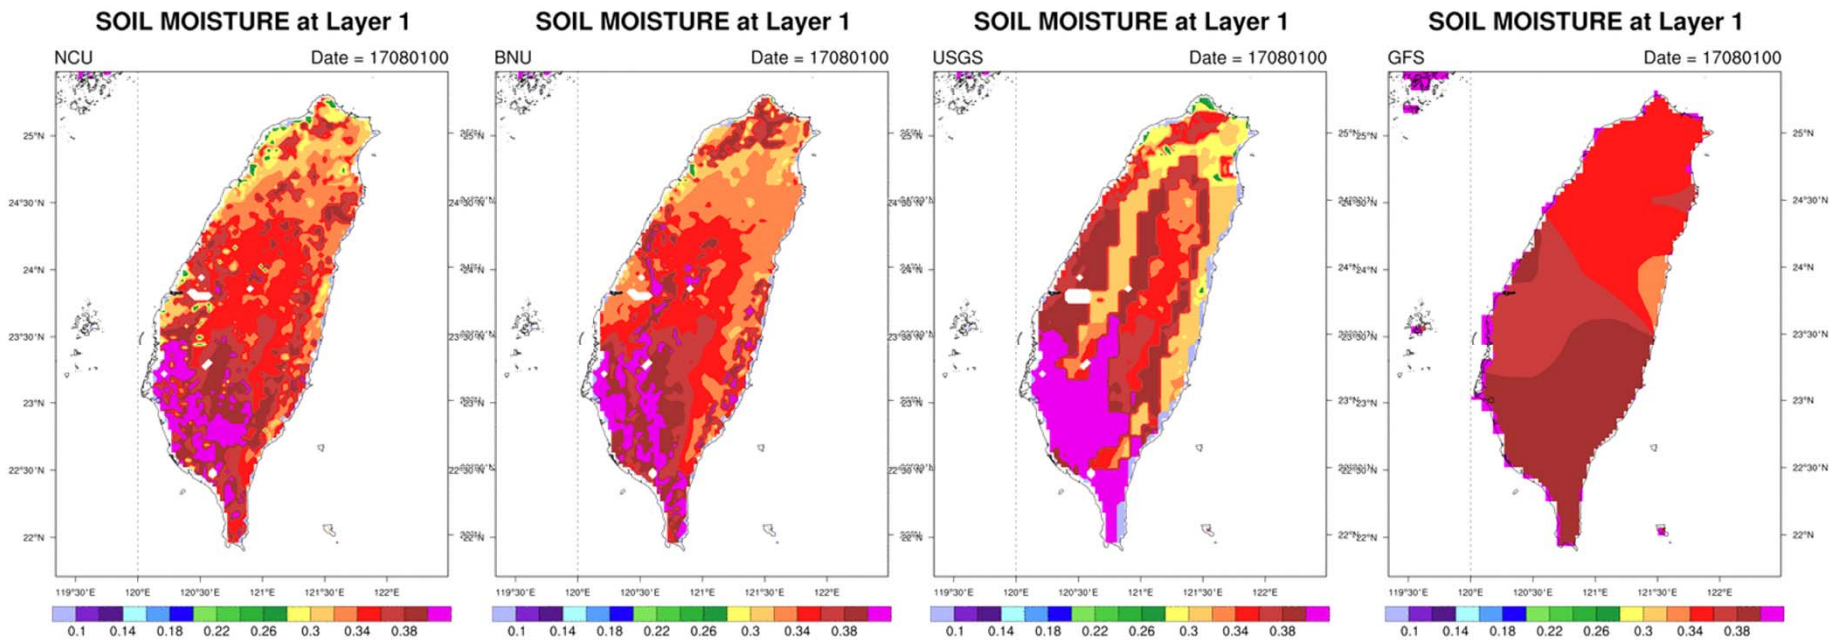 SOIL MOISTURE at Layer 1
NCU Date = 17080100
25°N
24°30'N
24°N
23°30'N
23°N
22°30'N
22°N
119°30'E 120°E 120°30'E 121°E 121°30'E 122°E
0.1 0.14 0.18 0.22 0.26 0.3 0.34 0.38
SOIL MOISTURE at Layer 1
BNU Date = 17080100
119°30'E 120°E 120°30'E 121°E 121°30'E 122°E
0.1 0.14 0.18 0.22 0.26 0.3 0.34 0.38
SOIL MOISTURE at Layer 1
USGS Date = 17080100
119°30'E 120°E 120°30'E 121°E 121°30'E 122°E
0.1 0.14 0.18 0.22 0.26 0.3 0.34 0.38
SOIL MOISTURE at Layer 1
GFS Date = 17080100
25°N
24°30'N
24°N
23°30'N
23°N
22°30'N
22°N
119°30'E 120°E 120°30'E 121°E 121°30'E 122°E
0.1 0.14 0.18 0.22 0.26 0.3 0.34 0.38